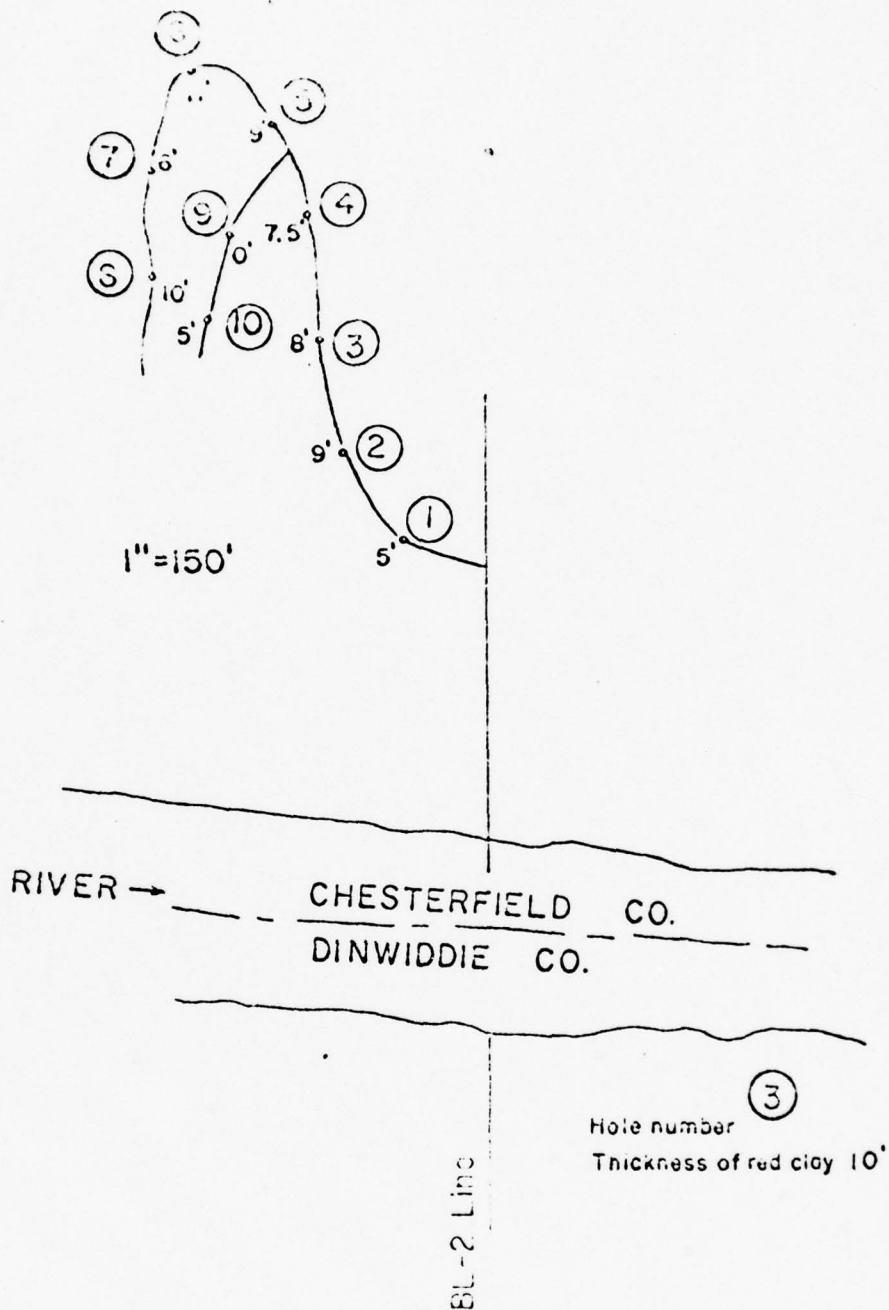 ⑦ 6'
⑨
0'
④
7.5'
10'
5' ⑩
8' ③
9' ②
①
5'
1"=150'
RIVER →
CHESTERFIELD CO.
DINWIDDIE CO.
③
Hole number
Thickness of red clay 10'
BL-2 Line